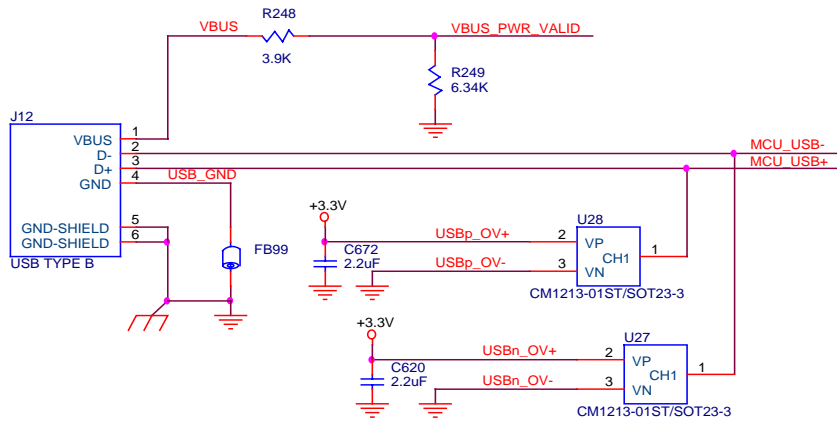 R248
VBUS
VBUS_PWR_VALID
3.9K
R249
6.34K
J12
VBUS 1
D- 2
D+ 3
GND 4
USB_GND
MCU_USB-
MCU_USB+
GND-SHIELD 5
GND-SHIELD 6
USB TYPE B
FB99
+3.3V
U28
USBp_OV+ 2 VP
C672
2.2uF
CH1 1
USBp_OV- 3 VN
CM1213-01ST/SOT23-3
+3.3V
U27
USBn_OV+ 2 VP
C620
2.2uF
CH1 1
USBn_OV- 3 VN
CM1213-01ST/SOT23-3